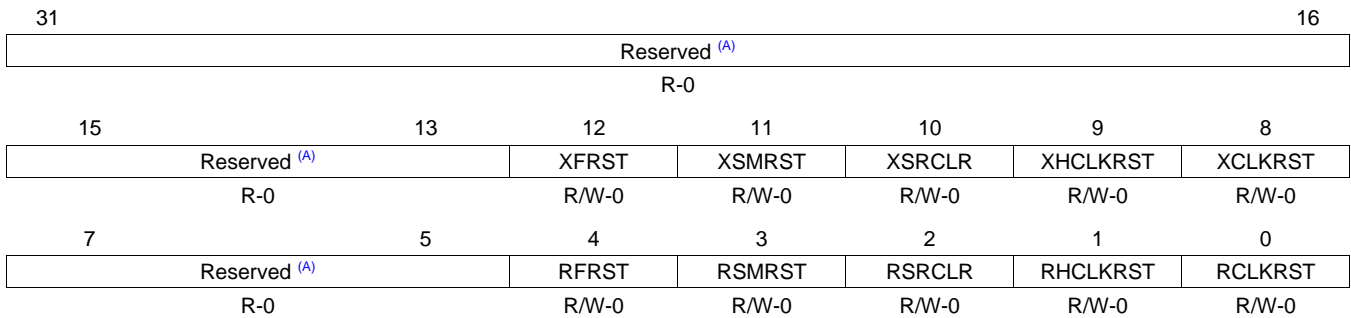 31 16
Reserved (A)
R-0
15 13 12 11 10 9 8
Reserved (A) XFRST XSMRST XSRCLR XHCLKRST XCLKRST
R-0 R/W-0 R/W-0 R/W-0 R/W-0 R/W-0
7 5 4 3 2 1 0
Reserved (A) RFRST RSMRST RSRCLR RHCLKRST RCLKRST
R-0 R/W-0 R/W-0 R/W-0 R/W-0 R/W-0